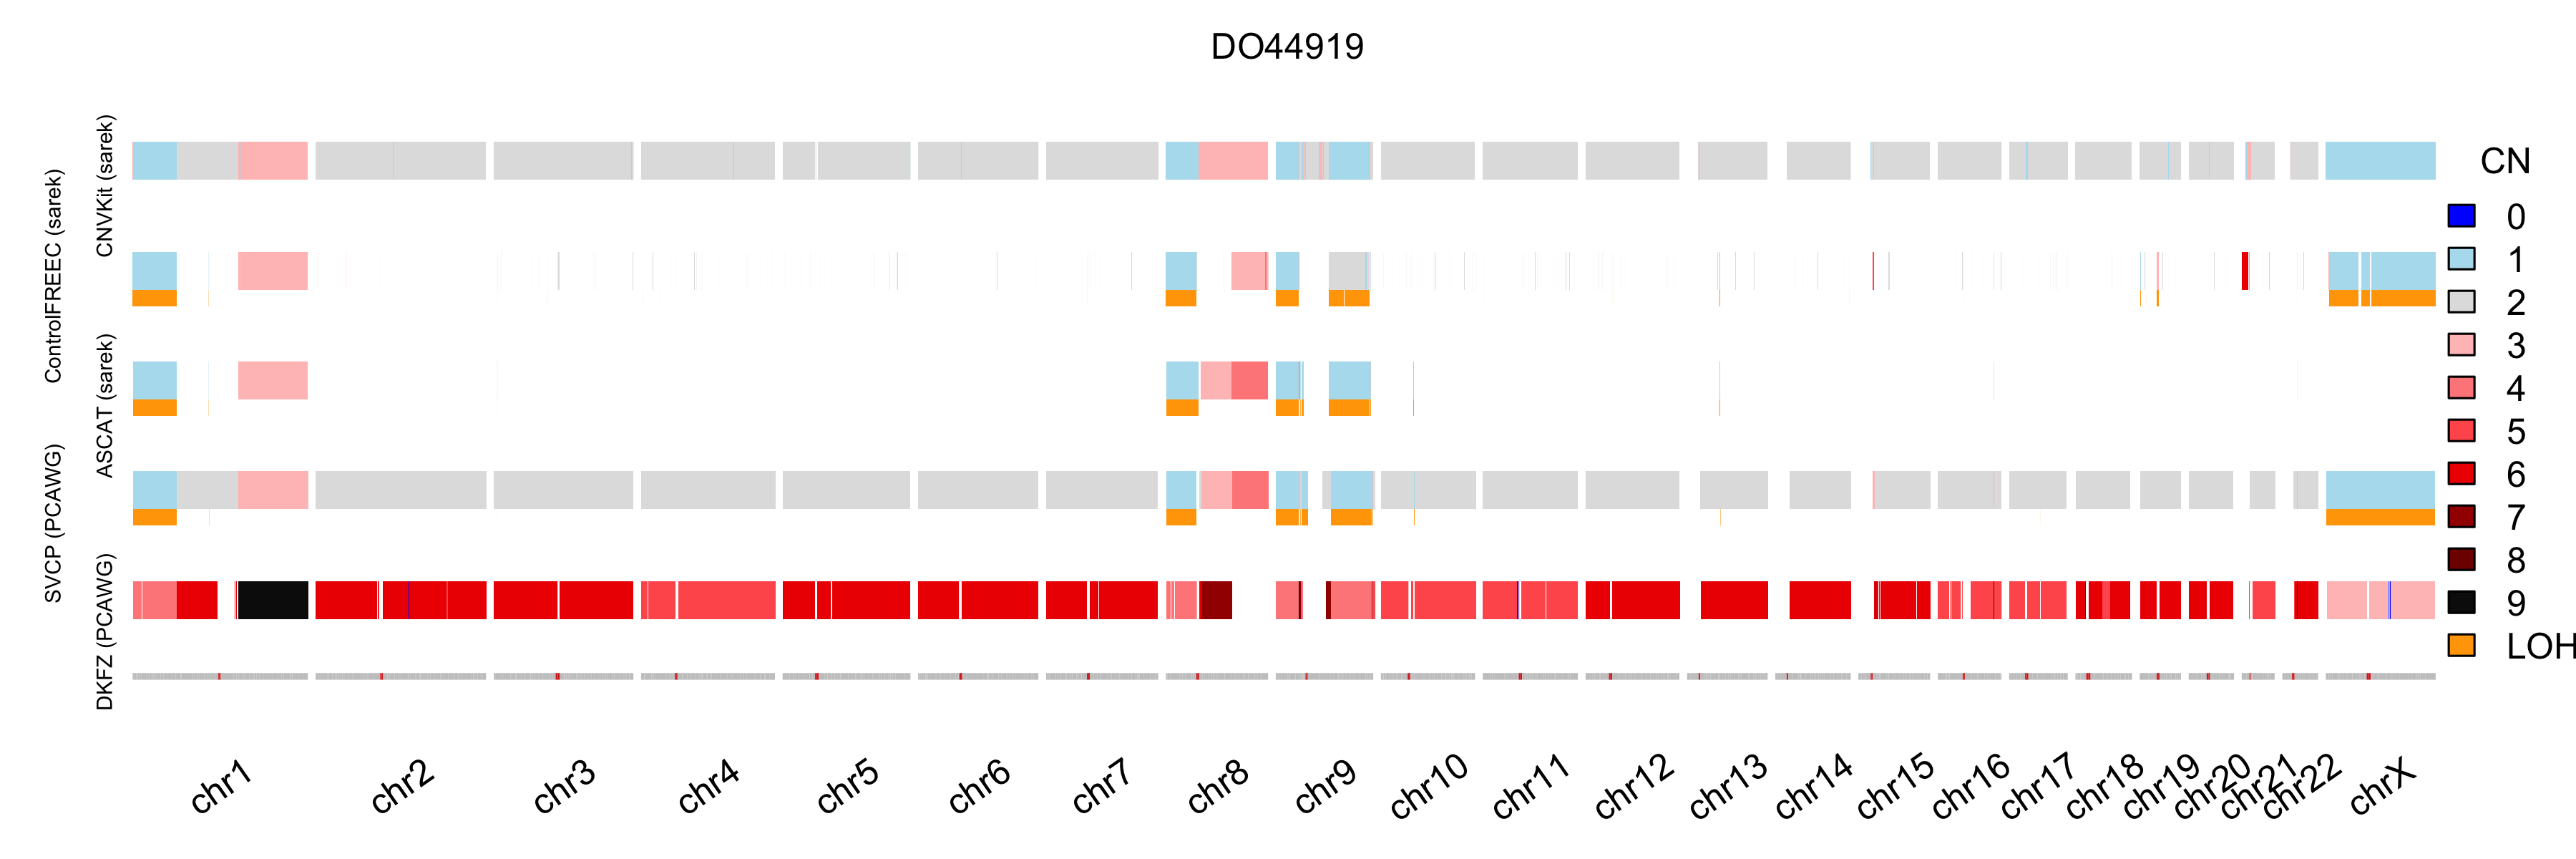 DO44919
CNVKit (sarek)
ControlFREEC (sarek)
ASCAT (sarek)
SVCP (PCAWG)
DKFZ (PCAWG)
CN
0
1
2
3
4
5
6
7
8
9
LOH
chr1
chr2
chr3
chr4
chr5
chr6
chr7
chr8
chr9
chr10
chr11
chr12
chr13
chr14
chr15
chr16
chr17
chr18
chr19
chr20
chr21
chr22
chrX